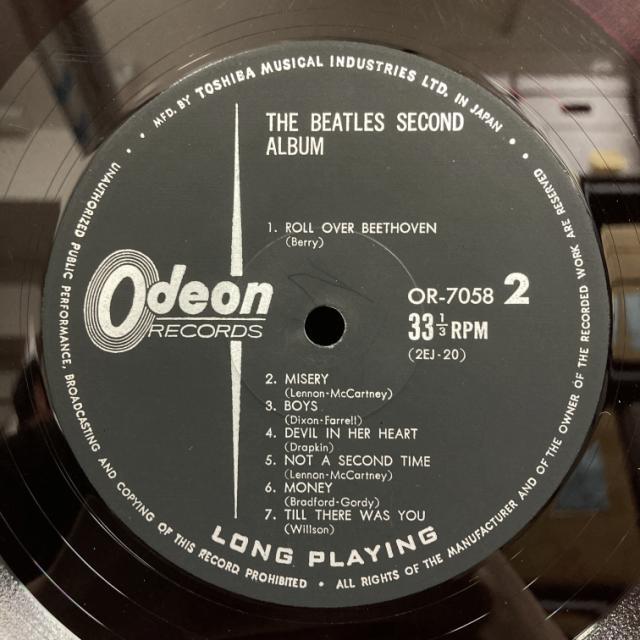 MFD. BY TOSHIBA MUSICAL INDUSTRIES LTD. IN JAPAN
THE BEATLES SECOND
ALBUM
1. ROLL OVER BEETHOVEN
(Berry)
Odeon
RECORDS
OR-7058 2
33 1/3 RPM
(2EJ-20)
2. MISERY
(Lennon-McCartney)
3. BOYS
(Dixon-Farrell)
4. DEVIL IN HER HEART
(Drapkin)
5. NOT A SECOND TIME
(Lennon-McCartney)
6. MONEY
(Bradford-Gordy)
7. TILL THERE WAS YOU
(Willson)
LONG PLAYING
UNAUTHORIZED PUBLIC PERFORMANCE, BROADCASTING AND COPYING OF THIS RECORD PROHIBITED • ALL RIGHTS OF THE MANUFACTURER AND OF THE OWNER OF THE RECORDED WORK ARE RESERVED